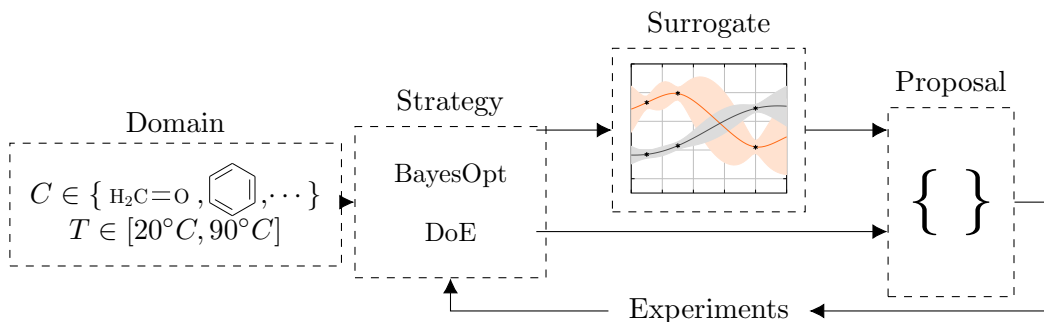 Surrogate
Proposal
Strategy
Domain
C ∈ { H₂C=O , , ··· }
T ∈ [20°C, 90°C]
BayesOpt
DoE
{ }
Experiments